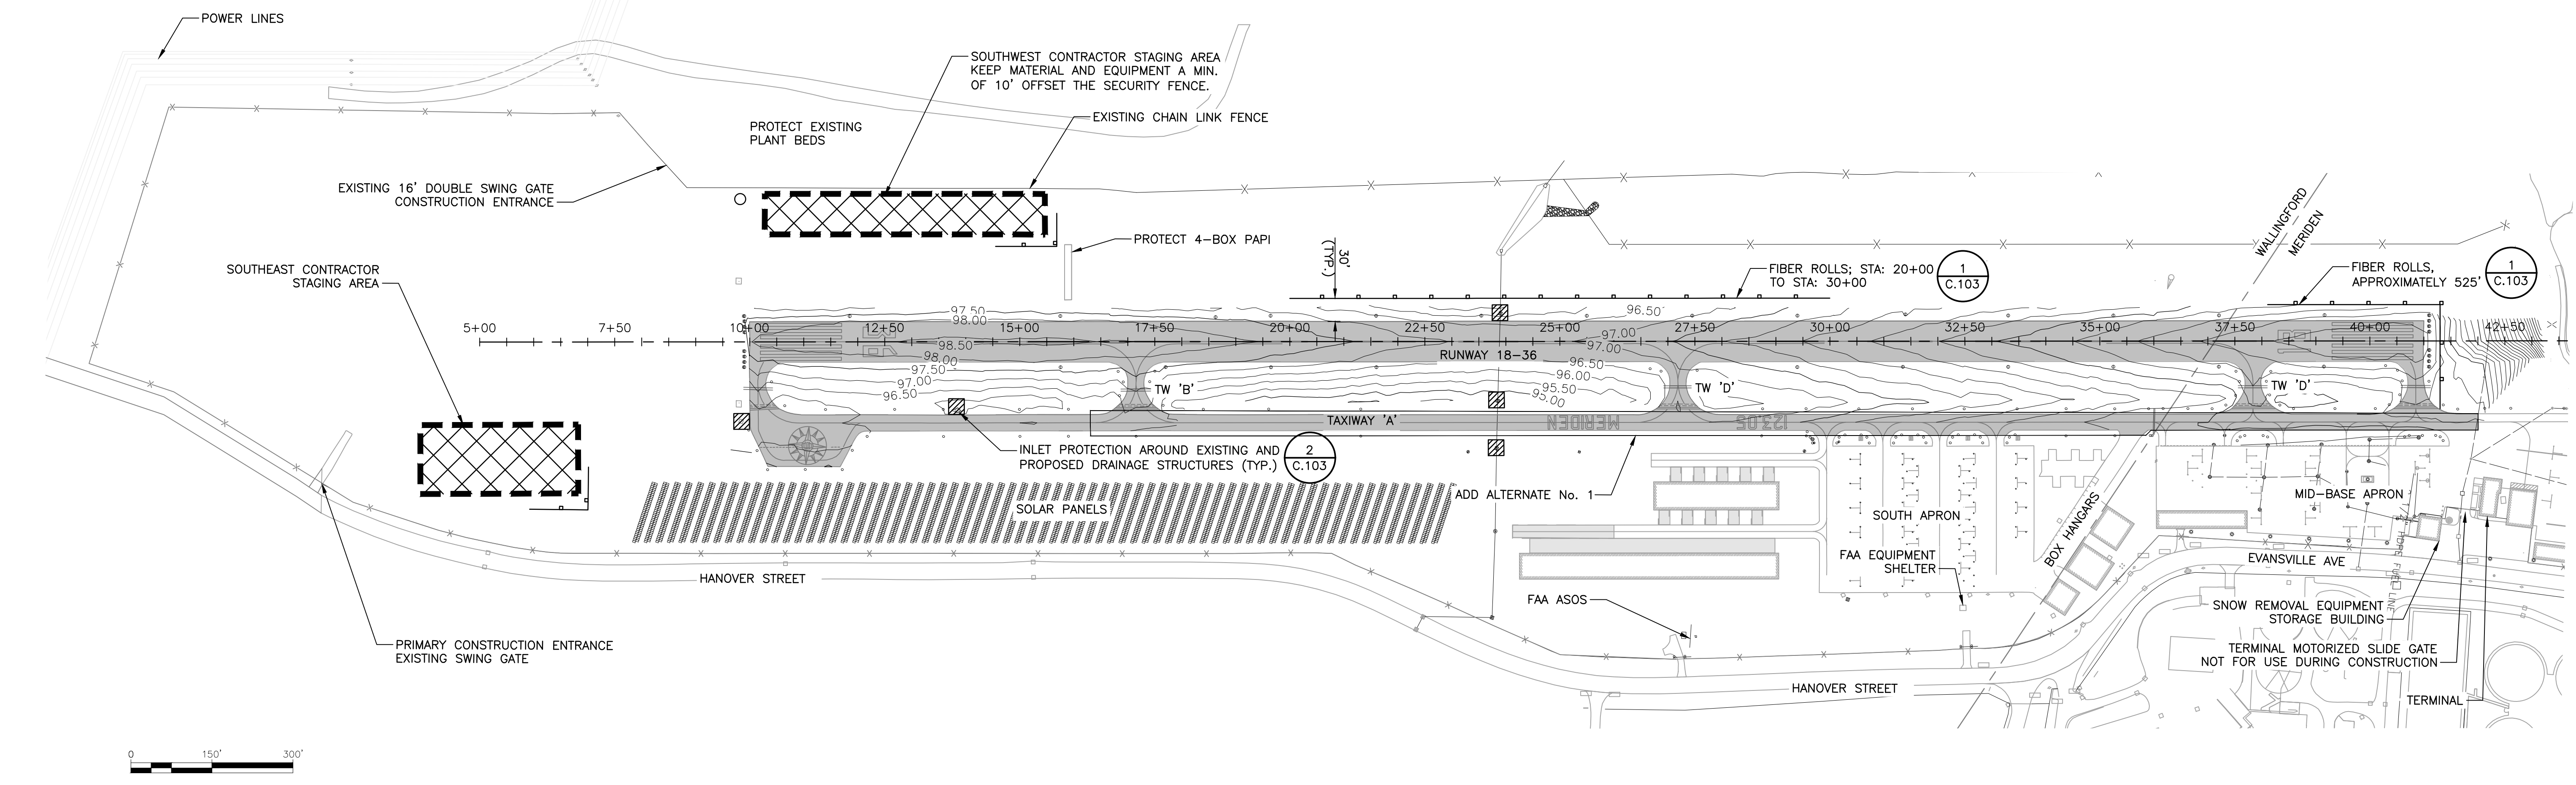 POWER LINES
SOUTHWEST CONTRACTOR STAGING AREA
KEEP MATERIAL AND EQUIPMENT A MIN.
OF 10' OFFSET THE SECURITY FENCE.
EXISTING CHAIN LINK FENCE
PROTECT EXISTING
PLANT BEDS
EXISTING 16' DOUBLE SWING GATE
CONSTRUCTION ENTRANCE
PROTECT 4-BOX PAPI
SOUTHEAST CONTRACTOR
STAGING AREA
30'
(TYP.)
FIBER ROLLS; STA: 20+00
TO STA: 30+00
1
C.103
WALLINGFORD
MERIDEN
FIBER ROLLS,
APPROXIMATELY 525'
1
C.103
97.50
98.00
96.50
5+00
7+50
10+00
12+50
15+00
17+50
20+00
22+50
25+00
27+50
30+00
32+50
35+00
37+50
40+00
42+50
97.00
98.50
97.00
98.00
RUNWAY 18-36
97.50
96.50
97.00
96.00
96.50
95.50
95.00
TW 'B'
TW 'D'
TW 'D'
TAXIWAY 'A'
MERIDEN
123.05
INLET PROTECTION AROUND EXISTING AND
PROPOSED DRAINAGE STRUCTURES (TYP.)
2
C.103
ADD ALTERNATE No. 1
SOLAR PANELS
SOUTH APRON
MID-BASE APRON
BOX HANGARS
FAA EQUIPMENT
SHELTER
EVANSVILLE AVE
HANOVER STREET
FUEL LINE
FAA ASOS
SNOW REMOVAL EQUIPMENT
STORAGE BUILDING
PRIMARY CONSTRUCTION ENTRANCE
EXISTING SWING GATE
TERMINAL MOTORIZED SLIDE GATE
NOT FOR USE DURING CONSTRUCTION
HANOVER STREET
TERMINAL
0
150'
300'